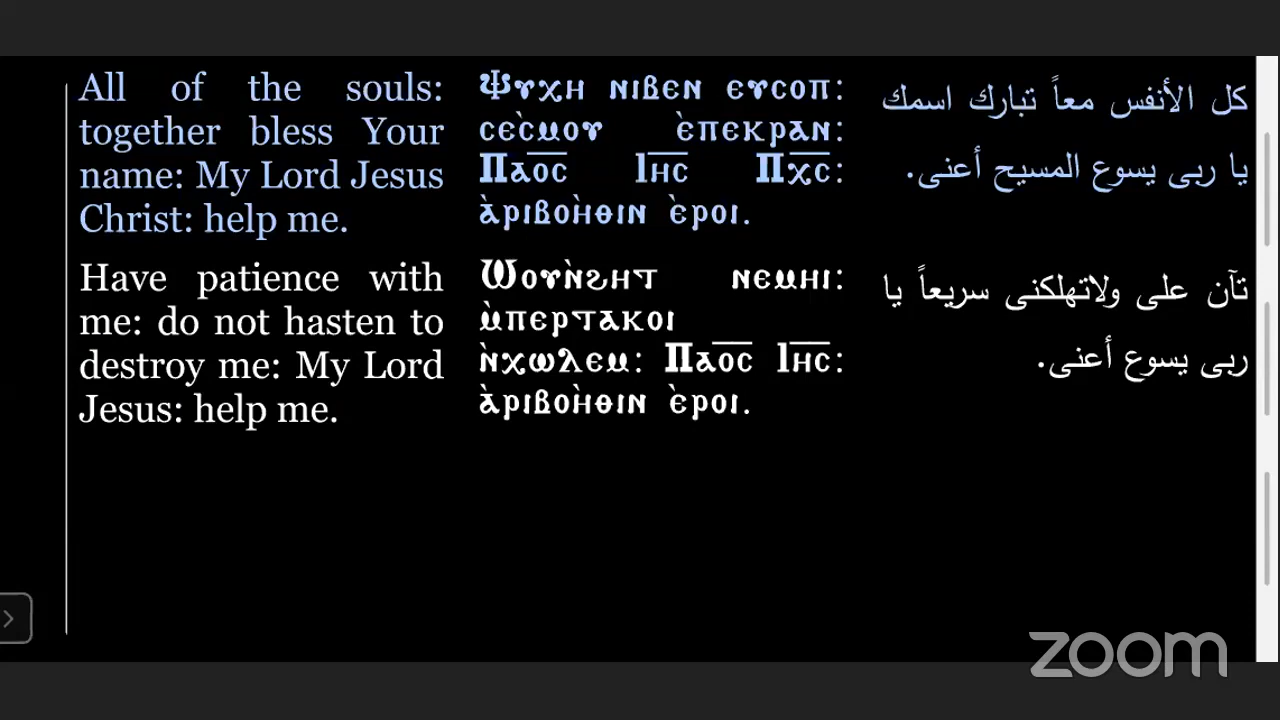 All of the souls:
together bless Your
name: My Lord Jesus
Christ: help me.
Ⲯⲩⲭⲏ ⲛⲓⲃⲉⲛ ⲉⲩⲥⲟⲡ:
ⲥⲉⲥ̀ⲙⲟⲩ ⲉ̀ⲡⲉⲕⲣⲁⲛ:
Ⲡⲁⲟ̅ⲥ̅ Ⲓⲏ̅ⲥ̅ Ⲡⲭ̅ⲥ̅:
ⲁ̀ⲣⲓⲃⲟⲏ̀ⲑⲓⲛ ⲉ̀ⲣⲟⲓ.
كل الأنفس معاً تبارك اسمك
يا ربى يسوع المسيح أعنى.
Have patience with
me: do not hasten to
destroy me: My Lord
Jesus: help me.
Ⲱⲟⲩⲛ̀ϩⲏⲧ ⲛⲉⲙⲏⲓ:
ⲙ̀ⲡⲉⲣⲧⲁⲕⲟⲓ
ⲛ̀ⲭⲱⲗⲉⲙ: Ⲡⲁⲟ̅ⲥ̅ Ⲓⲏ̅ⲥ̅:
ⲁ̀ⲣⲓⲃⲟⲏ̀ⲑⲓⲛ ⲉ̀ⲣⲟⲓ.
تآن على ولاتهلكنى سريعاً يا
ربى يسوع أعنى.
zoom